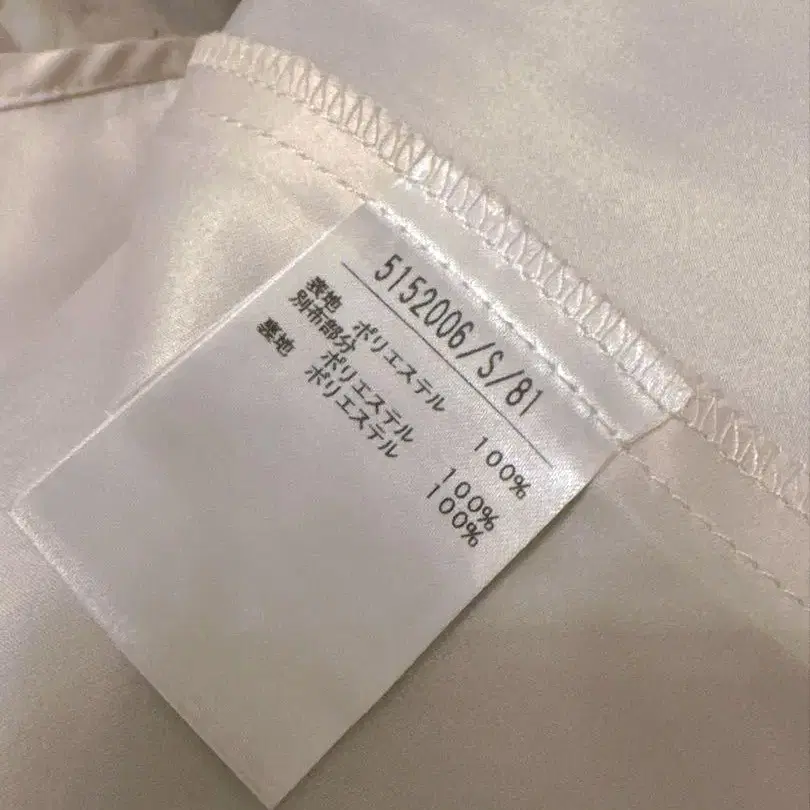 5152006/S/81
表地 ポリエステル 100%
別布部分 ポリエステル 100%
裏地 ポリエステル 100%